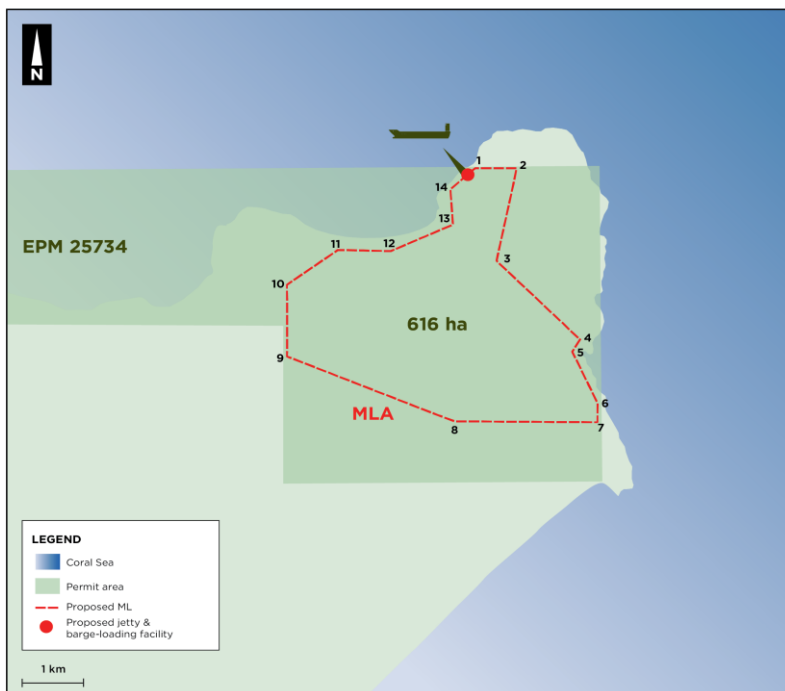 N
1
2
14
13
EPM 25734
11
12
3
10
616 ha
4
5
9
MLA
6
8
7
LEGEND
Coral Sea
Permit area
Proposed ML
Proposed jetty &
barge-loading facility
1 km